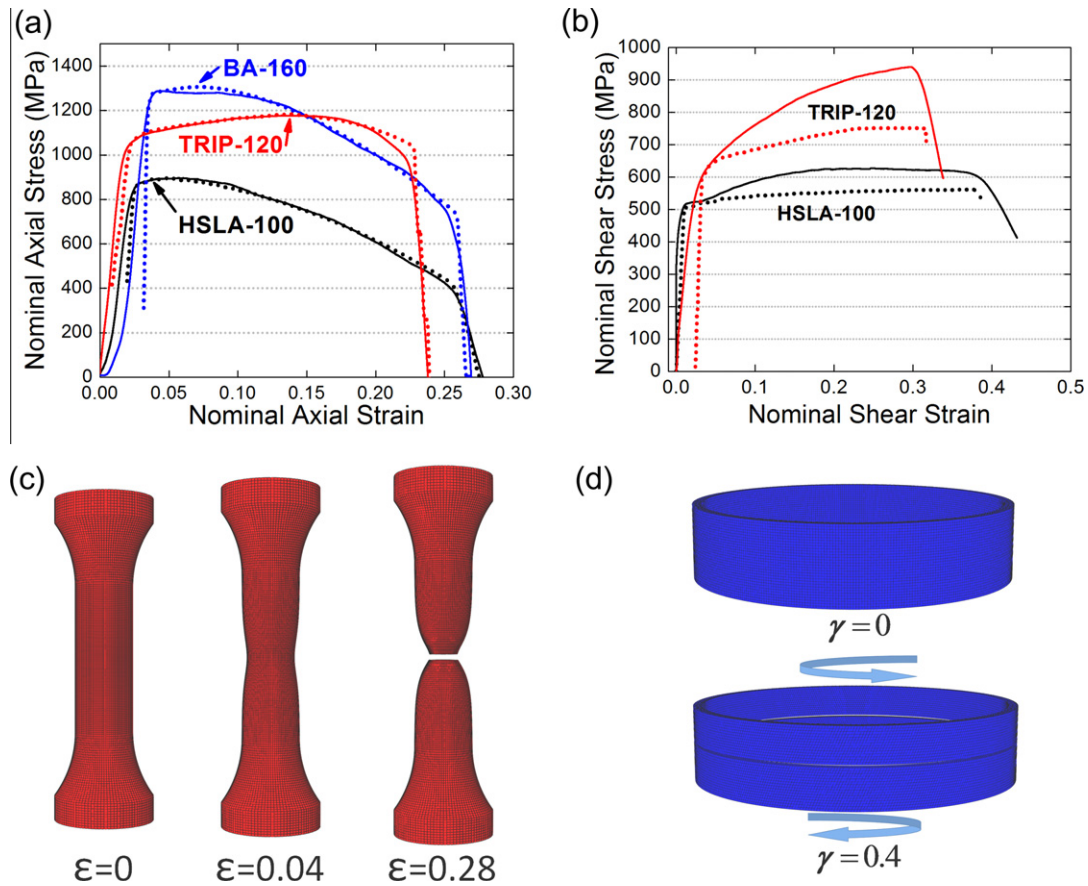 (a)
Nominal Axial Stress (MPa)
1400
1200
1000
800
600
400
200
0
BA-160
TRIP-120
HSLA-100
0.00 0.05 0.10 0.15 0.20 0.25 0.30
Nominal Axial Strain
(b)
Nominal Shear Stress (MPa)
1000
900
800
700
600
500
400
300
200
100
0
TRIP-120
HSLA-100
0.0 0.1 0.2 0.3 0.4 0.5
Nominal Shear Strain
(c)
ε=0 ε=0.04 ε=0.28
(d)
γ = 0
γ = 0.4